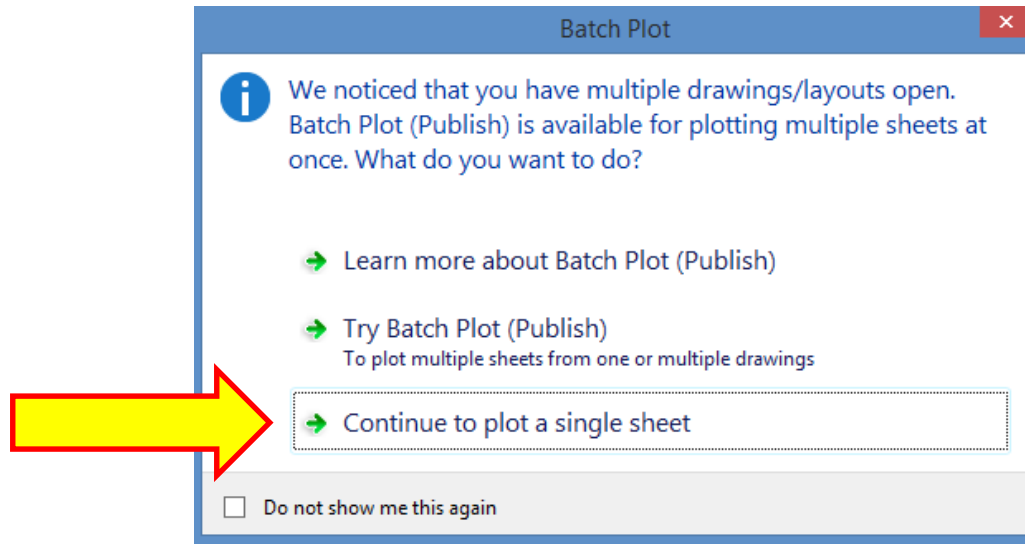 Batch Plot
We noticed that you have multiple drawings/layouts open.
Batch Plot (Publish) is available for plotting multiple sheets at
once. What do you want to do?
Learn more about Batch Plot (Publish)
Try Batch Plot (Publish)
To plot multiple sheets from one or multiple drawings
Continue to plot a single sheet
Do not show me this again